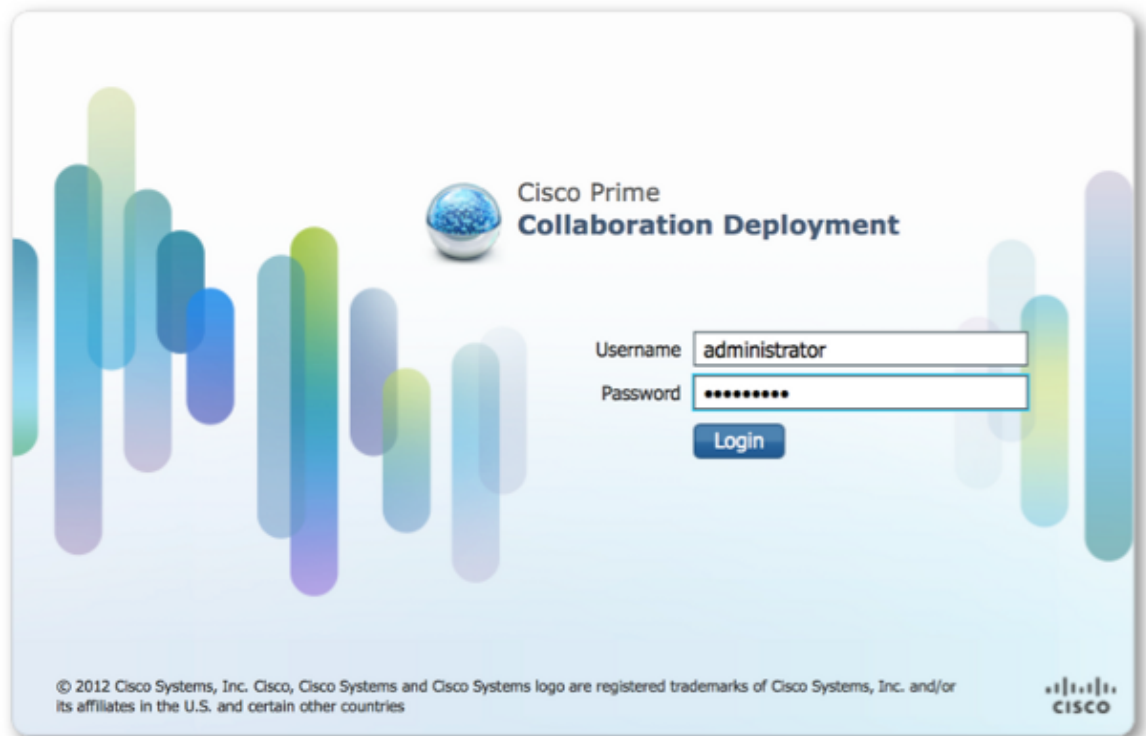 Cisco Prime
Collaboration Deployment
Username administrator
Password •••••••••
Login
© 2012 Cisco Systems, Inc. Cisco, Cisco Systems and Cisco Systems logo are registered trademarks of Cisco Systems, Inc. and/or
its affiliates in the U.S. and certain other countries
CISCO